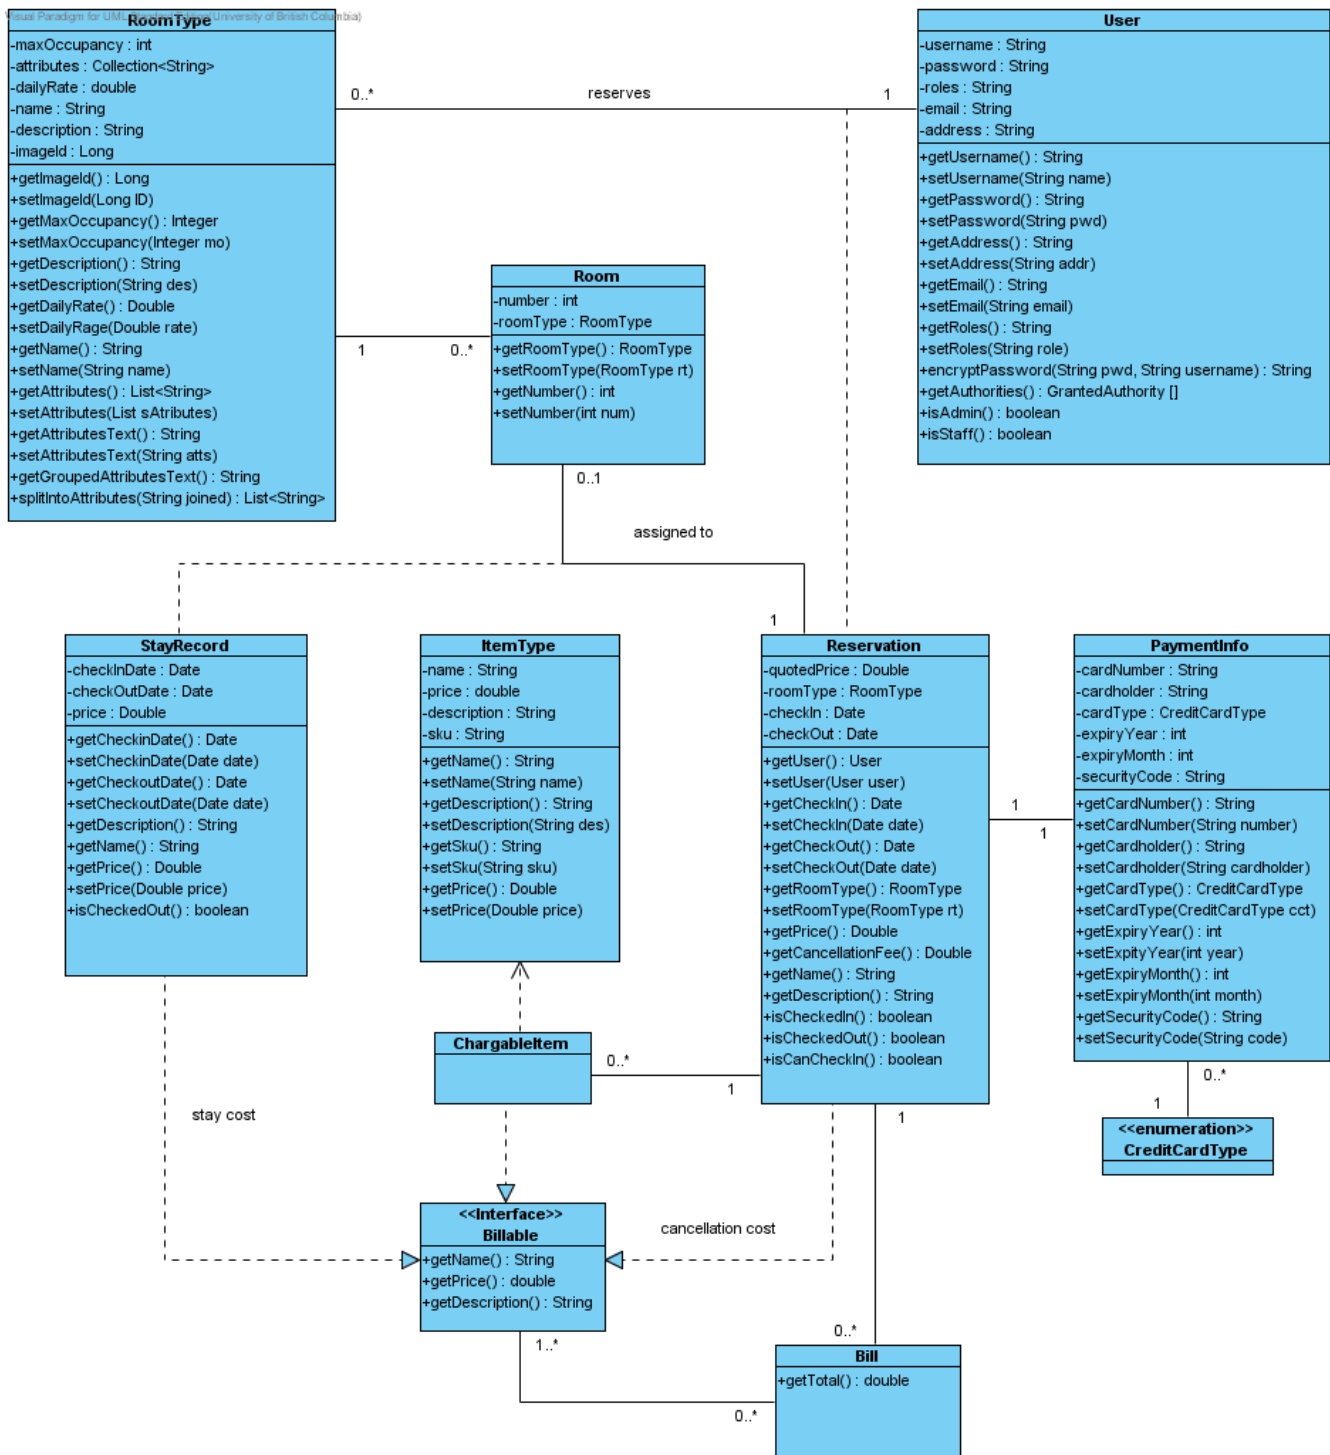 Visual Paradigm for UML Standard Edition(University of British Columbia)
RoomType
-maxOccupancy : int
-attributes : Collection<String>
-dailyRate : double
-name : String
-description : String
-imageId : Long
+getImageId() : Long
+setImageId(Long ID)
+getMaxOccupancy() : Integer
+setMaxOccupancy(Integer mo)
+getDescription() : String
+setDescription(String des)
+getDailyRate() : Double
+setDailyRage(Double rate)
+getName() : String
+setName(String name)
+getAttributes() : List<String>
+setAttributes(List sAtributes)
+getAttributesText() : String
+setAttributesText(String atts)
+getGroupedAttributesText() : String
+splitIntoAttributes(String joined) : List<String>
0..*
reserves
1
User
-username : String
-password : String
-roles : String
-email : String
-address : String
+getUsername() : String
+setUsername(String name)
+getPassword() : String
+setPassword(String pwd)
+getAddress() : String
+setAddress(String addr)
+getEmail() : String
+setEmail(String email)
+getRoles() : String
+setRoles(String role)
+encryptPassword(String pwd, String username) : String
+getAuthorities() : GrantedAuthority []
+isAdmin() : boolean
+isStaff() : boolean
1
0..*
Room
-number : int
-roomType : RoomType
+getRoomType() : RoomType
+setRoomType(RoomType rt)
+getNumber() : int
+setNumber(int num)
0..1
assigned to
1
StayRecord
-checkInDate : Date
-checkOutDate : Date
-price : Double
+getCheckinDate() : Date
+setCheckinDate(Date date)
+getCheckoutDate() : Date
+setCheckoutDate(Date date)
+getDescription() : String
+getName() : String
+getPrice() : Double
+setPrice(Double price)
+isCheckedOut() : boolean
ItemType
-name : String
-price : double
-description : String
-sku : String
+getName() : String
+setName(String name)
+getDescription() : String
+setDescription(String des)
+getSku() : String
+setSku(String sku)
+getPrice() : Double
+setPrice(Double price)
Reservation
-quotedPrice : Double
-roomType : RoomType
-checkIn : Date
-checkOut : Date
+getUser() : User
+setUser(User user)
+getCheckIn() : Date
+setCheckIn(Date date)
+getCheckOut() : Date
+setCheckOut(Date date)
+getRoomType() : RoomType
+setRoomType(RoomType rt)
+getPrice() : Double
+getCancellationFee() : Double
+getName() : String
+getDescription() : String
+isCheckedIn() : boolean
+isCheckedOut() : boolean
+isCanCheckIn() : boolean
1
1
PaymentInfo
-cardNumber : String
-cardholder : String
-cardType : CreditCardType
-expiryYear : int
-expiryMonth : int
-securityCode : String
+getCardNumber() : String
+setCardNumber(String number)
+getCardholder() : String
+setCardholder(String cardholder)
+getCardType() : CreditCardType
+setCardType(CreditCardType cct)
+getExpiryYear() : int
+setExpityYear(int year)
+getExpiryMonth() : int
+setExpiryMonth(int month)
+getSecurityCode() : String
+setSecurityCode(String code)
ChargableItem
0..*
1
stay cost
1
0..*
1
<<enumeration>>
CreditCardType
<<Interface>>
Billable
+getName() : String
+getPrice() : double
+getDescription() : String
cancellation cost
1..*
0..*
0..*
Bill
+getTotal() : double